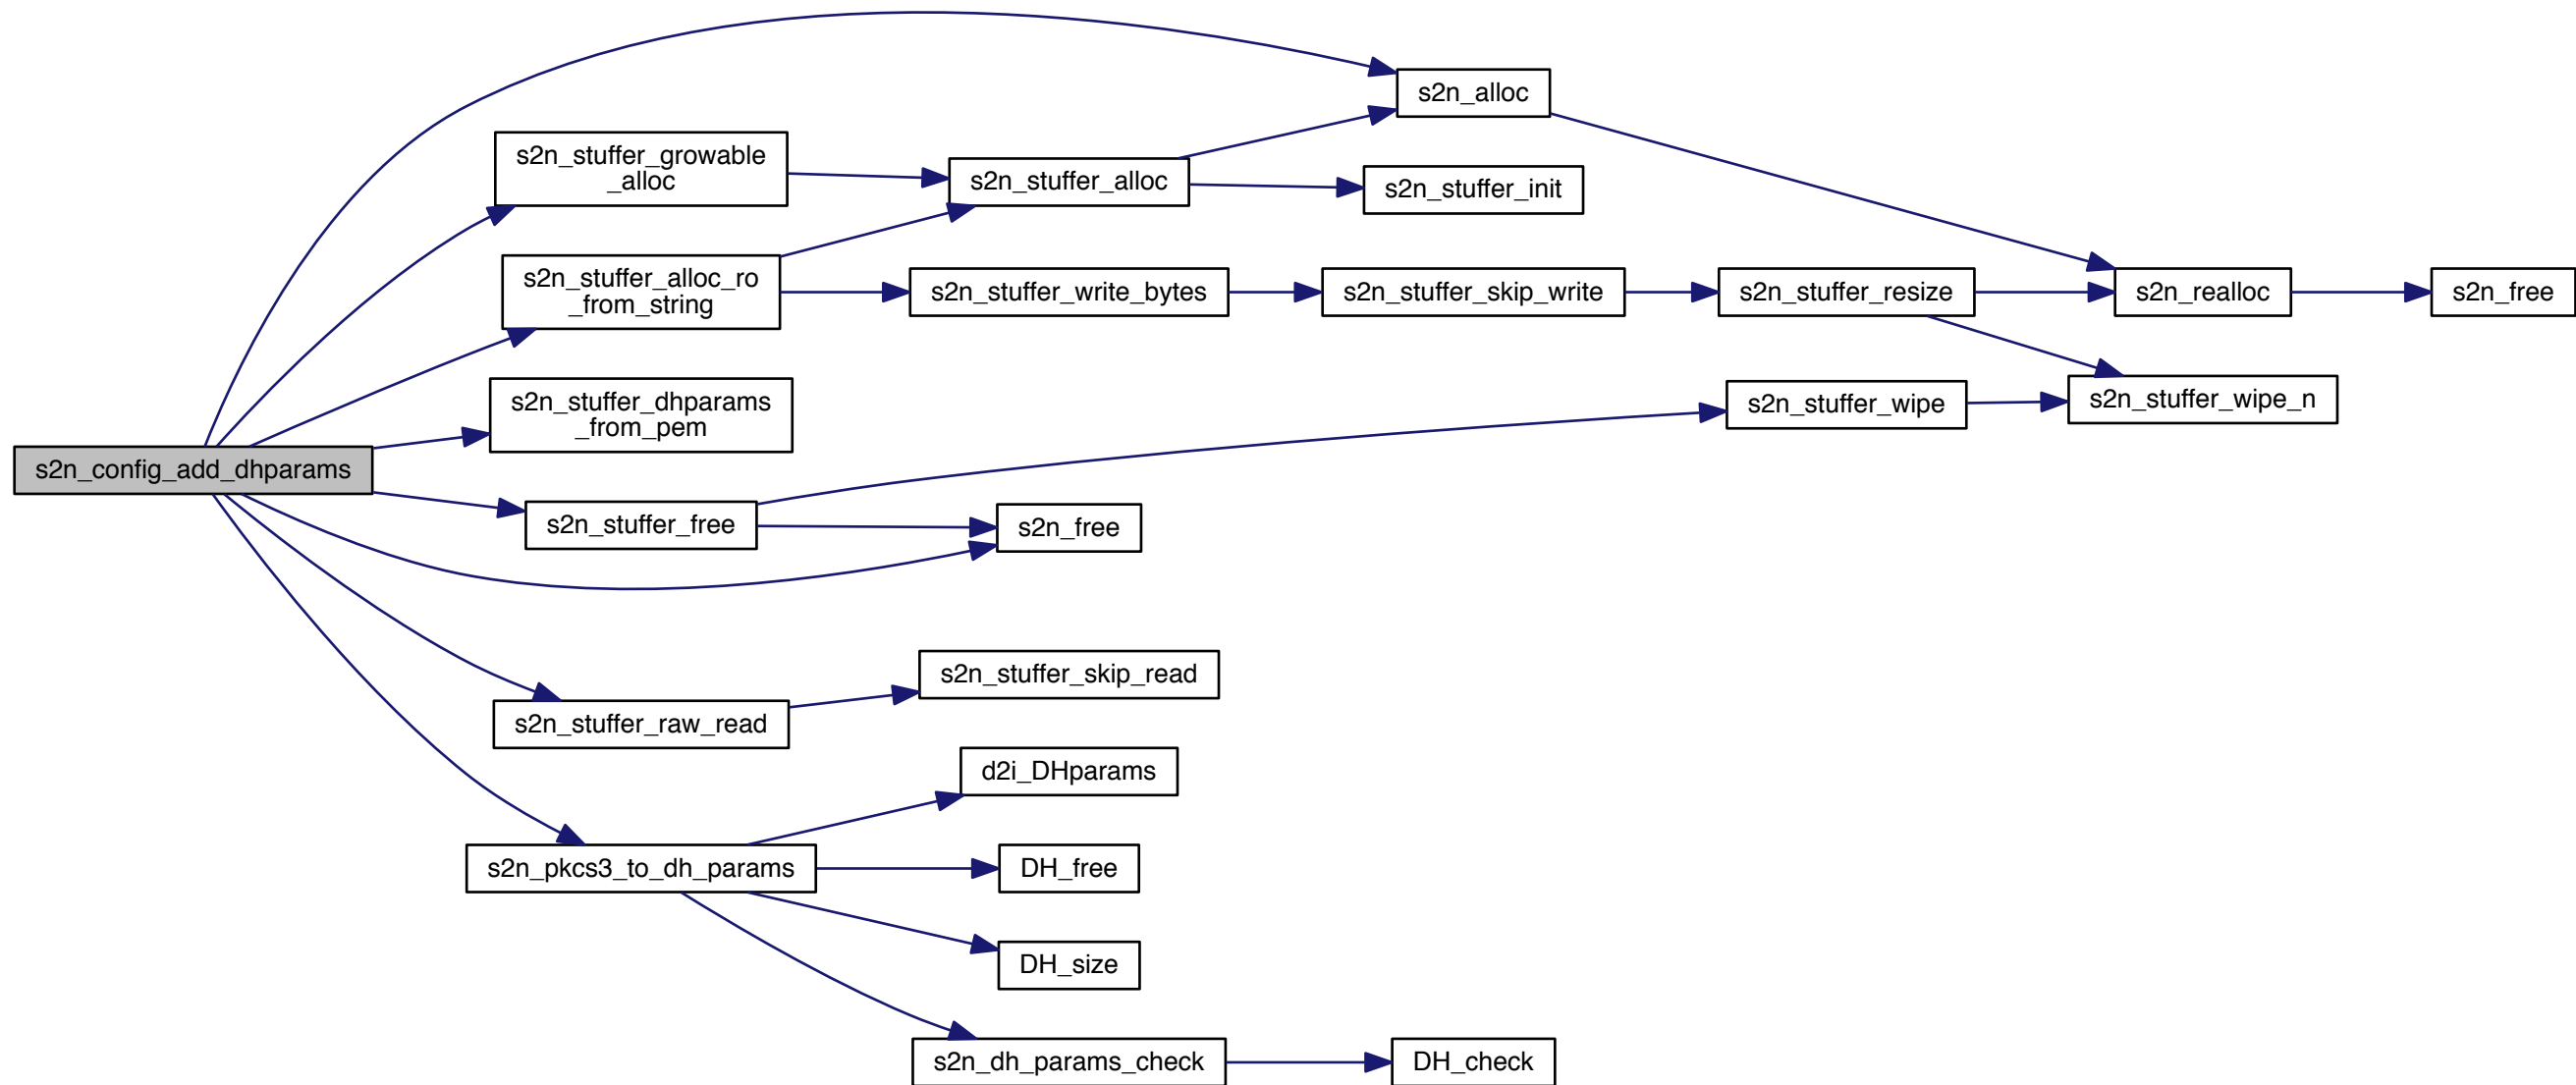 s2n_alloc
s2n_stuffer_growable
_alloc
s2n_stuffer_alloc
s2n_stuffer_init
s2n_stuffer_alloc_ro
_from_string
s2n_stuffer_write_bytes
s2n_stuffer_skip_write
s2n_stuffer_resize
s2n_realloc
s2n_free
s2n_stuffer_dhparams
_from_pem
s2n_stuffer_wipe
s2n_stuffer_wipe_n
s2n_config_add_dhparams
s2n_stuffer_free
s2n_free
s2n_stuffer_skip_read
s2n_stuffer_raw_read
d2i_DHparams
s2n_pkcs3_to_dh_params
DH_free
DH_size
s2n_dh_params_check
DH_check